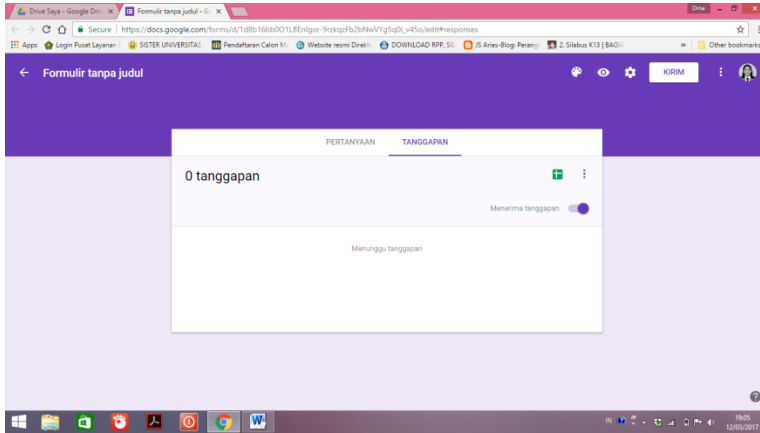 Drive Saya - Google Driv
Formulir tanpa judul - Go
Dina
Secure
https://docs.google.com/forms/d/
/edit#responses
Apps
Login Pusat Layanan
SISTER UNIVERSITAS
Pendaftaran Calon M
Website resmi Direkt
DOWNLOAD RPP, SIL
JS Aries-Blog: Perang
2. Silabus K13 | BAGI
»
Other bookmarks
Formulir tanpa judul
KIRIM
PERTANYAAN
TANGGAPAN
0 tanggapan
Menerima tanggapan
Menunggu tanggapan
IN
19:05
12/03/2017